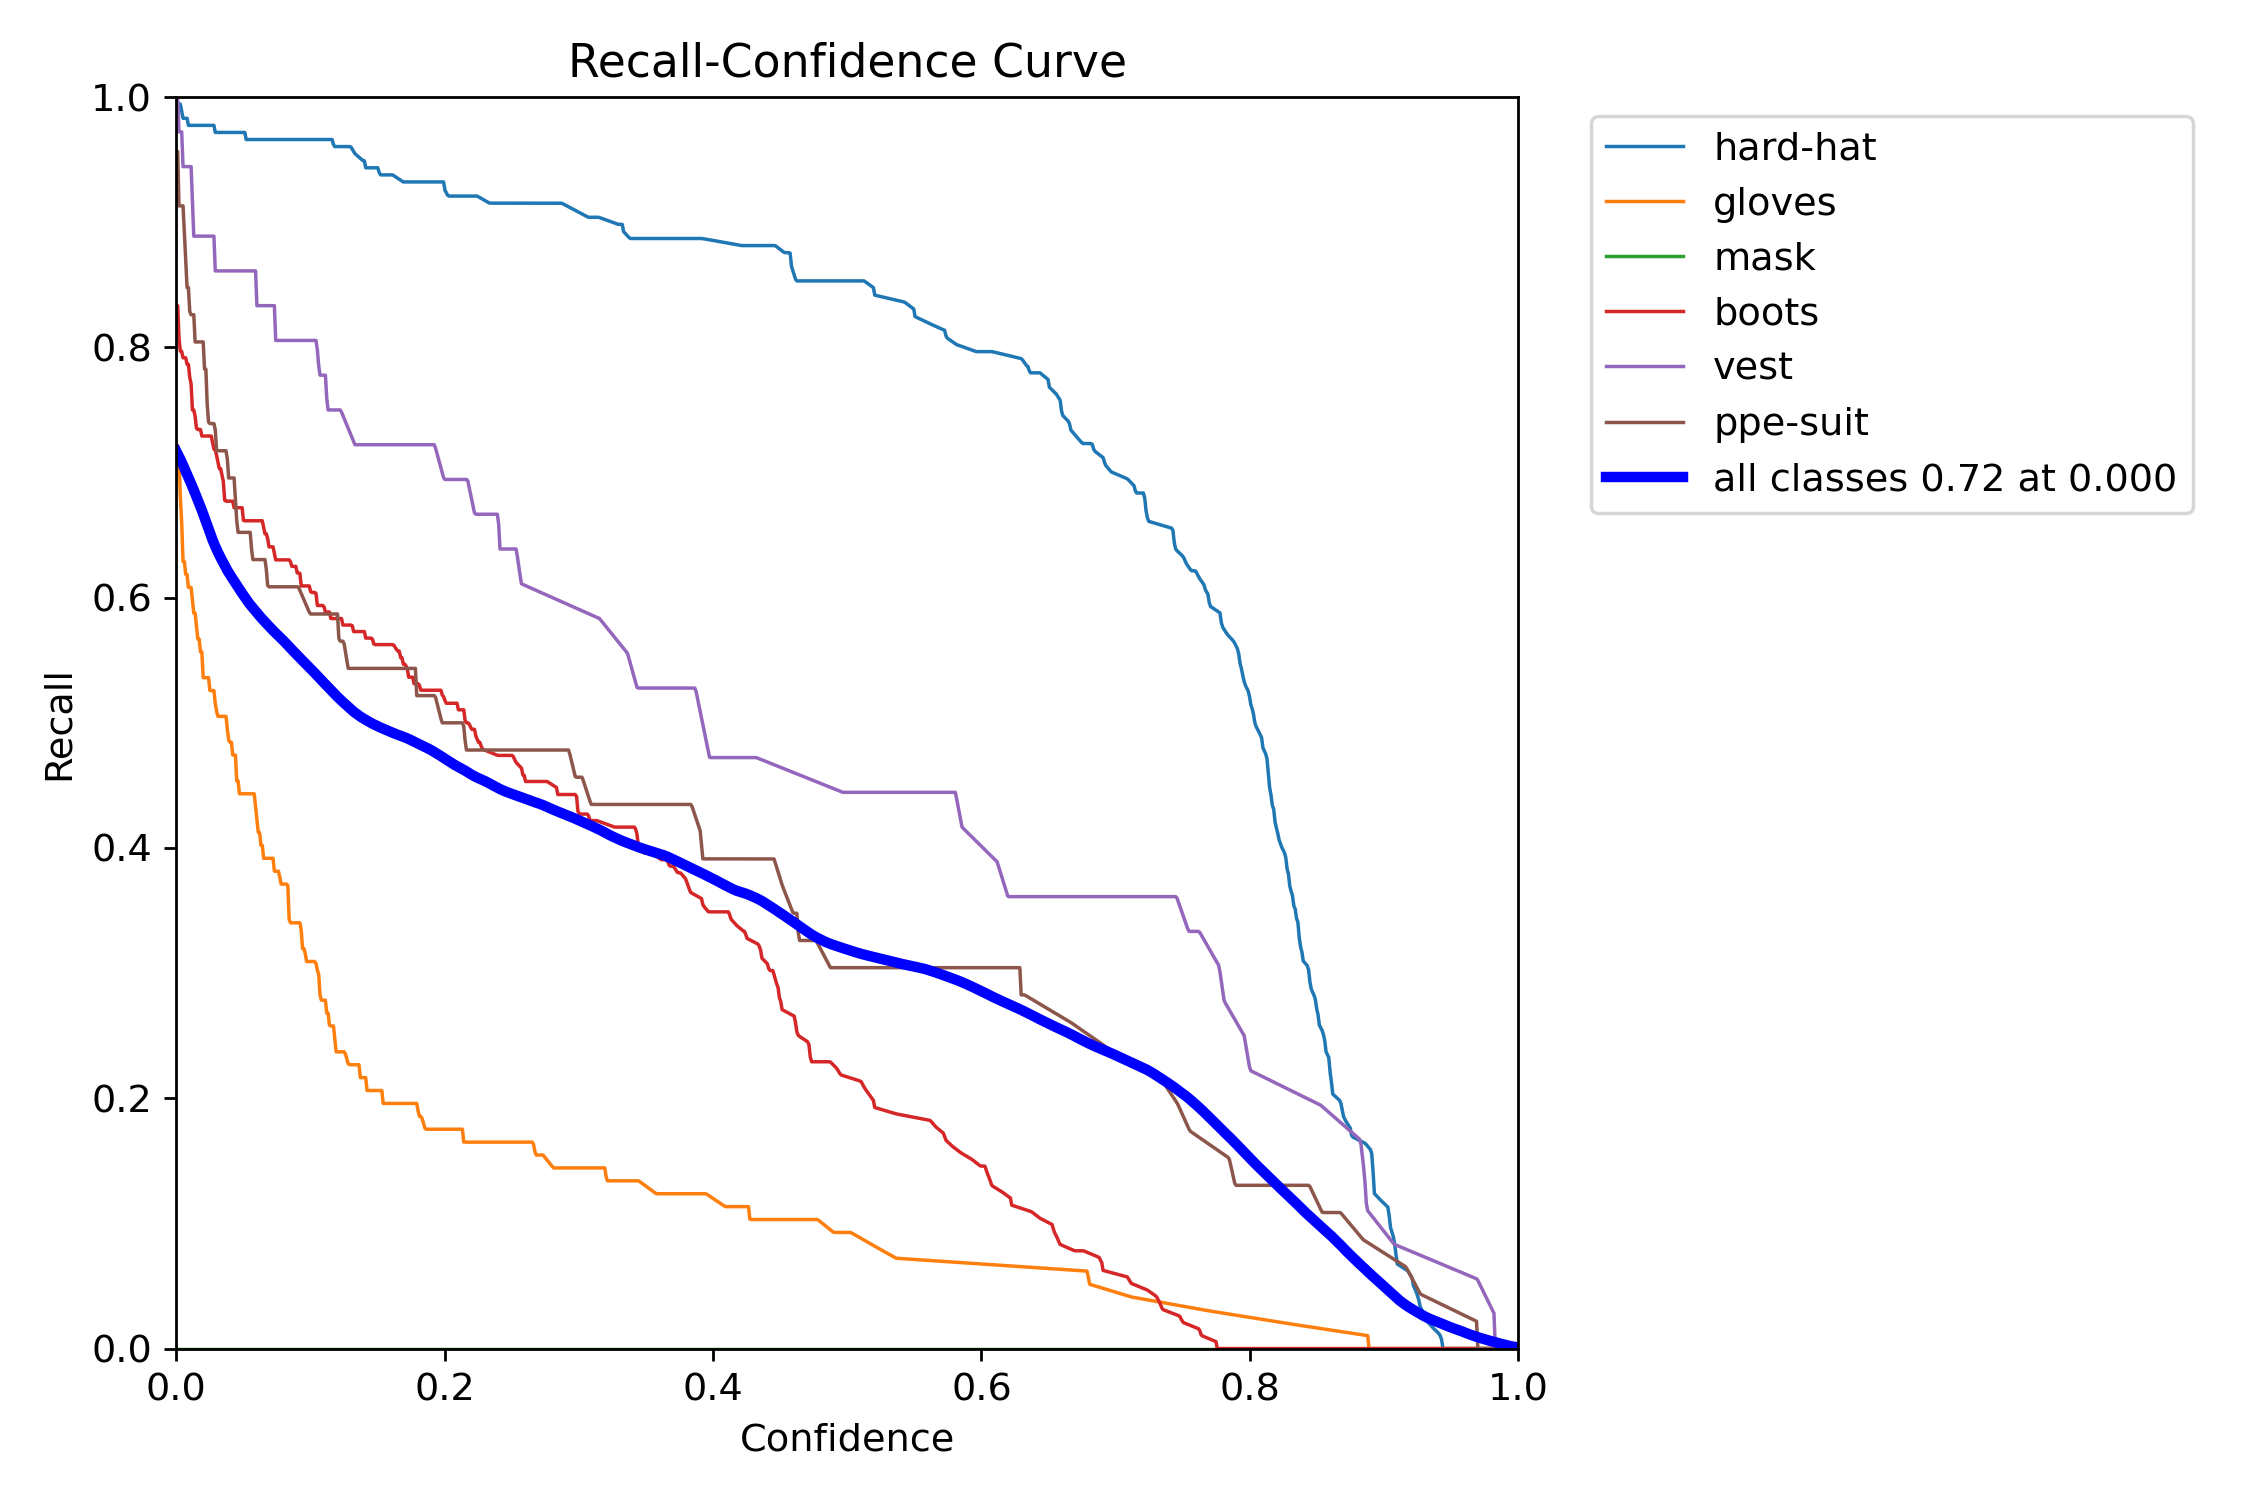 Recall-Confidence Curve
1.0
0.8
0.6
0.4
0.2
0.0
Recall
0.0 0.2 0.4 0.6 0.8 1.0
Confidence
hard-hat
gloves
mask
boots
vest
ppe-suit
all classes 0.72 at 0.000